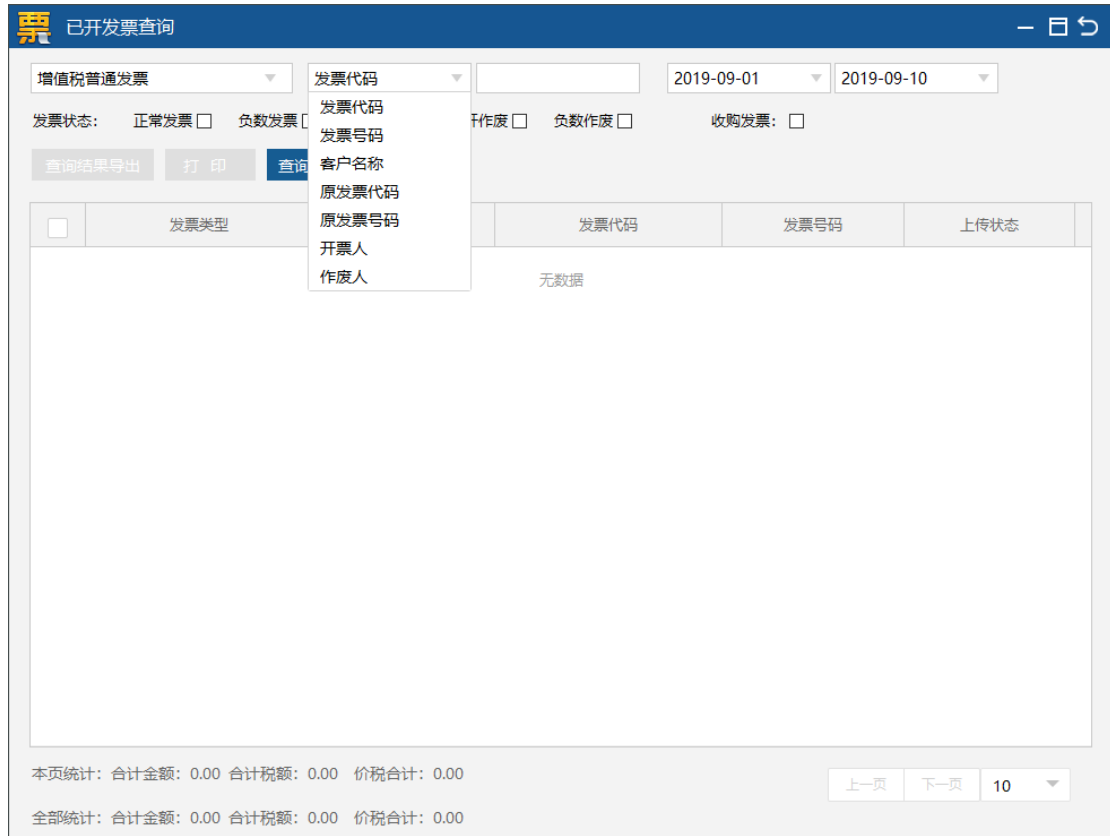 票 已开发票查询
增值税普通发票 发票代码 2019-09-01 2019-09-10
发票代码
发票状态: 正常发票 负数发票 作废 负数作废 收购发票:
发票号码
查询结果导出 打 印 查询 客户名称
原发票代码
发票类型 原发票号码 发票代码 发票号码 上传状态
开票人
作废人 无数据
本页统计: 合计金额: 0.00 合计税额: 0.00 价税合计: 0.00
上一页 下一页 10
全部统计: 合计金额: 0.00 合计税额: 0.00 价税合计: 0.00